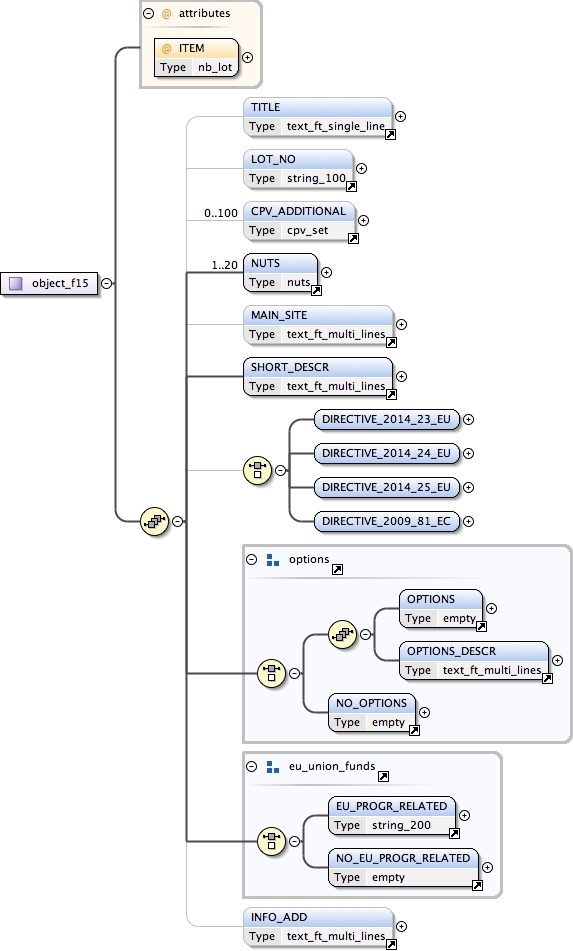 @ attributes
@ ITEM
Type nb_lot
TITLE
Type text_ft_single_line
LOT_NO
Type string_100
0..100
CPV_ADDITIONAL
Type cpv_set
1..20
NUTS
Type nuts
object_f15
MAIN_SITE
Type text_ft_multi_lines
SHORT_DESCR
Type text_ft_multi_lines
DIRECTIVE_2014_23_EU
DIRECTIVE_2014_24_EU
DIRECTIVE_2014_25_EU
DIRECTIVE_2009_81_EC
options
OPTIONS
Type empty
OPTIONS_DESCR
Type text_ft_multi_lines
NO_OPTIONS
Type empty
eu_union_funds
EU_PROGR_RELATED
Type string_200
NO_EU_PROGR_RELATED
Type empty
INFO_ADD
Type text_ft_multi_lines